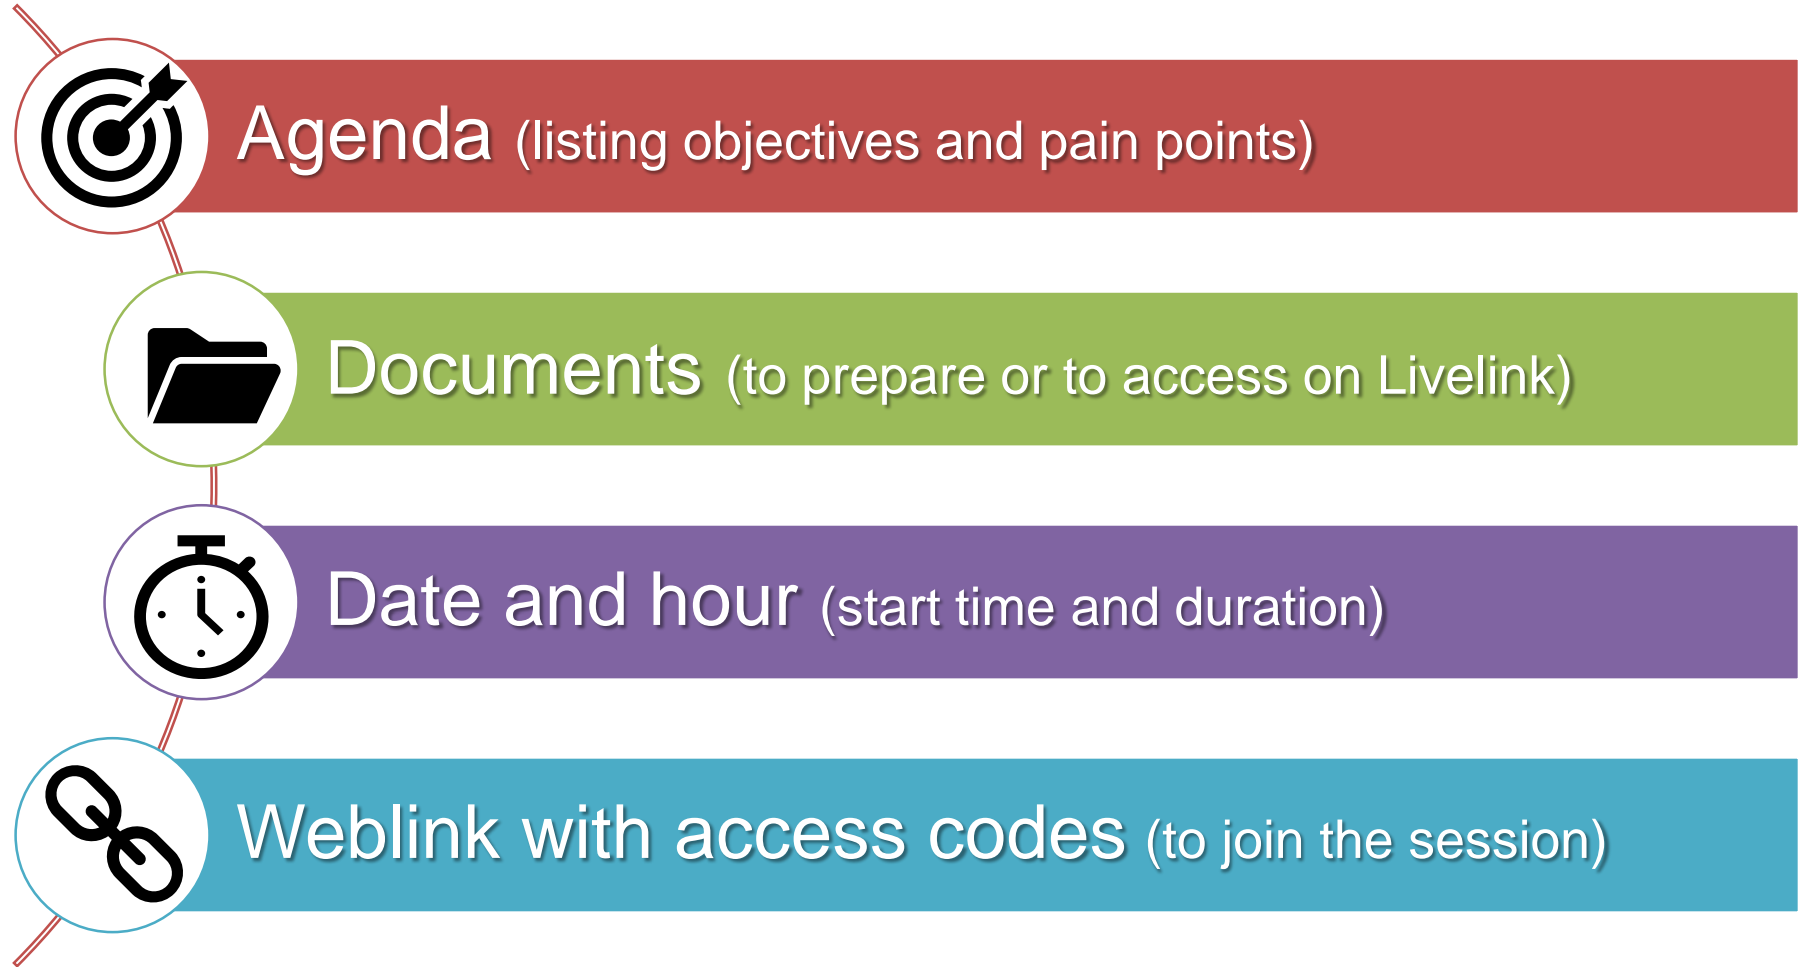 Agenda (listing objectives and pain points)
Documents (to prepare or to access on Livelink)
Date and hour (start time and duration)
Weblink with access codes (to join the session)